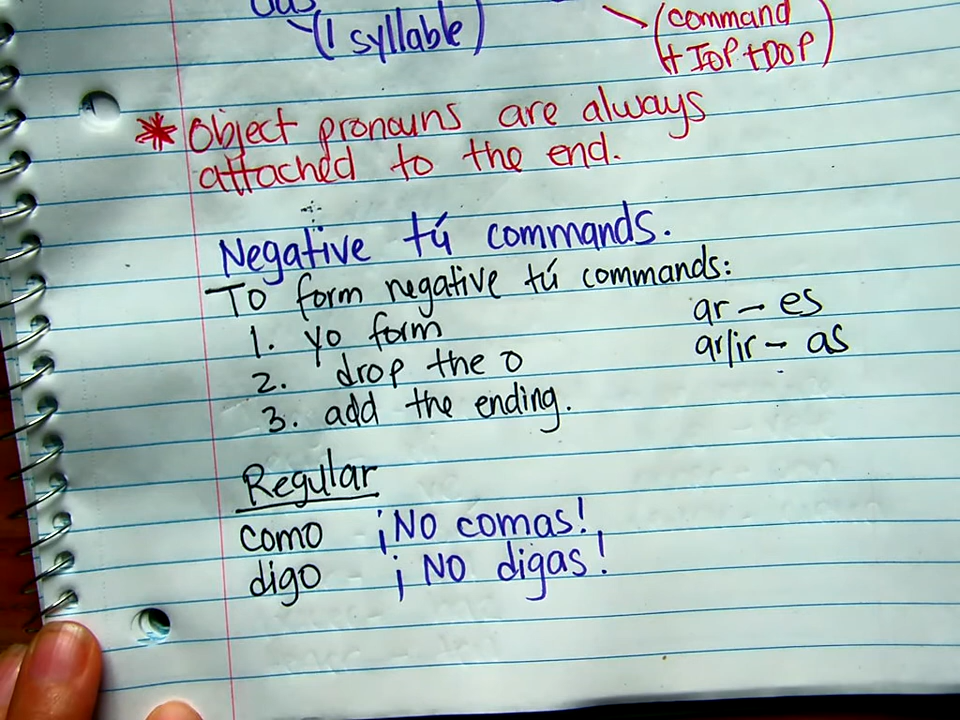 (1 syllable)
(command
+ IOP + DOP)
* Object pronouns are always
attached to the end.
Negative tú commands.
To form negative tú commands:
1. yo form
2. drop the o
3. add the ending.
ar - es
ar/ir - as
Regular
como ¡No comas!
digo ¡No digas!